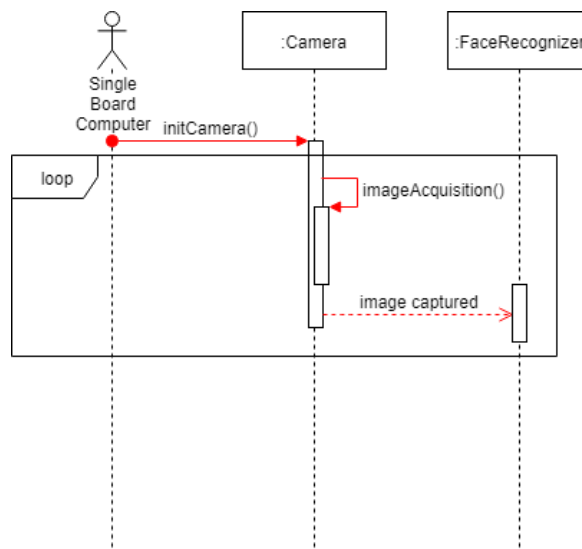 :Camera
:FaceRecognizer
Single
Board
Computer
initCamera()
loop
imageAcquisition()
image captured